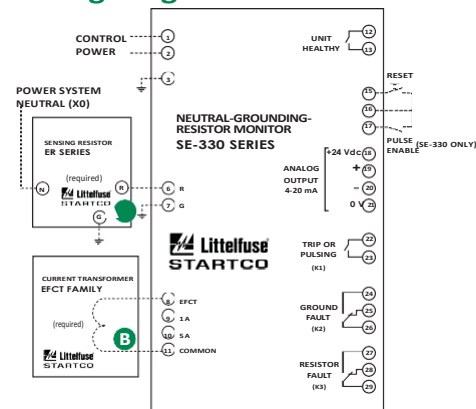 CONTROL
POWER
1
2
3
POWER SYSTEM
NEUTRAL (X0)
SENSING RESISTOR
ER SERIES
(required)
N
R
Littelfuse
STARTCO
G
6 R
7 G
CURRENT TRANSFORMER
EFCT FAMILY
(required)
B
Littelfuse
STARTCO
8 EFCT
9 1A
10 5A
11 COMMON
NEUTRAL-GROUNDING-
RESISTOR MONITOR
SE-330 SERIES
Littelfuse
STARTCO
UNIT
HEALTHY
12
13
RESET
15
16
17
PULSE
ENABLE
(SE-330 ONLY)
ANALOG
OUTPUT
4-20 mA
+24 Vdc 18
+ 19
– 20
0 V 21
TRIP OR
PULSING
(K1)
22
23
GROUND
FAULT
(K2)
24
25
26
RESISTOR
FAULT
(K3)
27
28
29